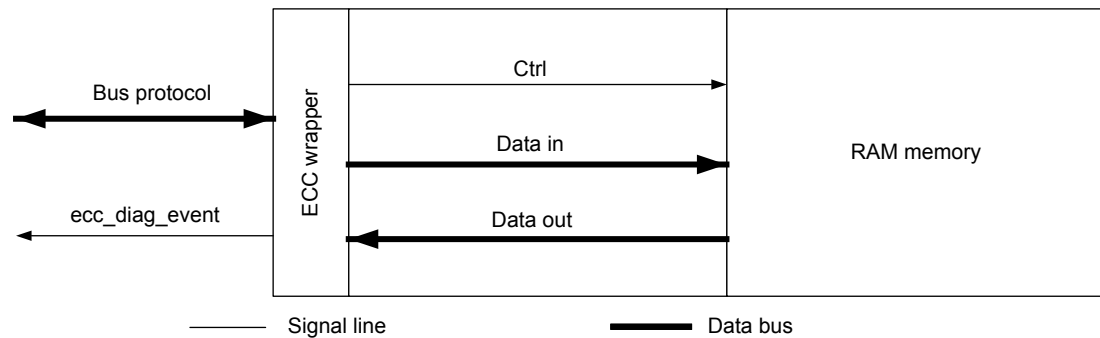 Ctrl
Bus protocol
ECC wrapper
Data in
RAM memory
ecc_diag_event
Data out
Signal line
Data bus